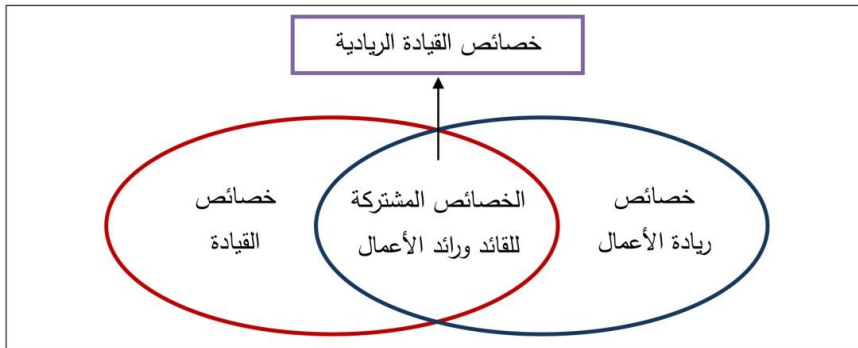 خصائص القيادة الريادية
خصائص
ريادة الأعمال
الخصائص المشتركة
للقائد ورائد الأعمال
خصائص
القيادة